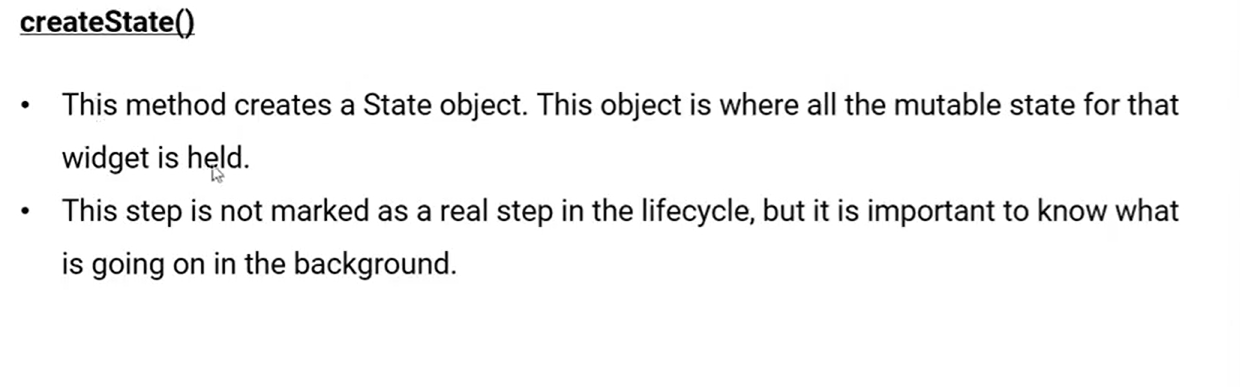 createState()
• This method creates a State object. This object is where all the mutable state for that
widget is held.
• This step is not marked as a real step in the lifecycle, but it is important to know what
is going on in the background.